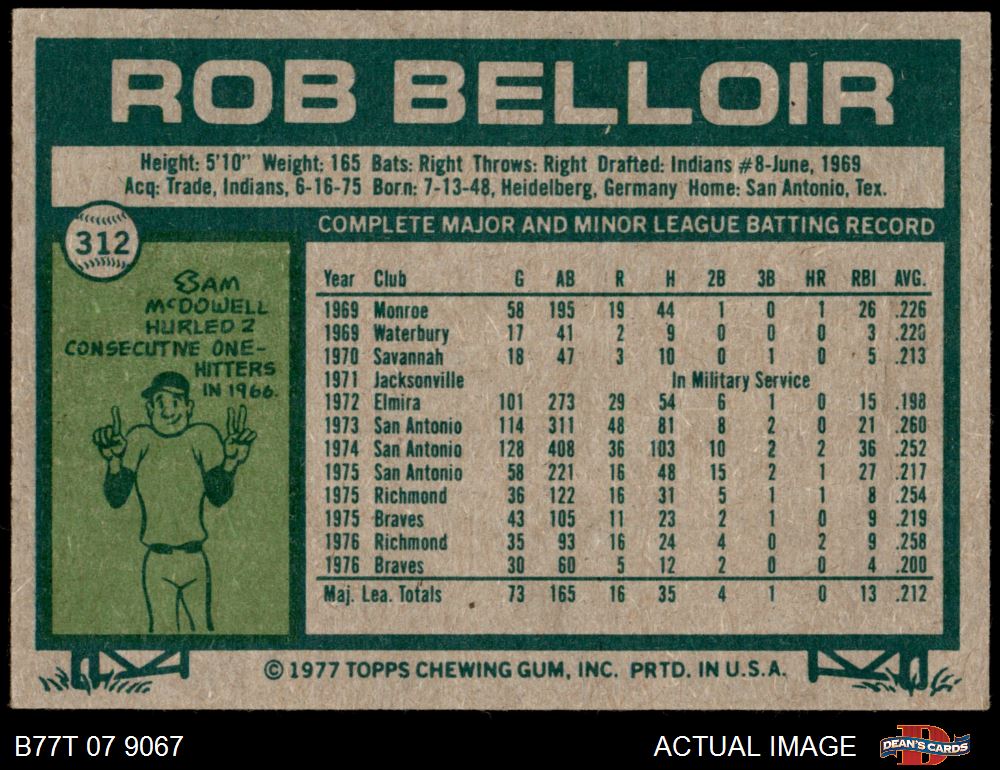 ROB BELLOIR
Height: 5'10" Weight: 165 Bats: Right Throws: Right Drafted: Indians #8-June, 1969
Acq: Trade, Indians, 6-16-75 Born: 7-13-48, Heidelberg, Germany Home: San Antonio, Tex.
312
COMPLETE MAJOR AND MINOR LEAGUE BATTING RECORD
SAM
McDOWELL
HURLED 2
CONSECUTIVE ONE-
HITTERS
IN 1966.
Year Club G AB R H 2B 3B HR RBI AVG.
1969 Monroe 58 195 19 44 1 0 1 26 .226
1969 Waterbury 17 41 2 9 0 0 0 3 .220
1970 Savannah 18 47 3 10 0 1 0 5 .213
1971 Jacksonville In Military Service
1972 Elmira 101 273 29 54 6 1 0 15 .198
1973 San Antonio 114 311 48 81 8 2 0 21 .260
1974 San Antonio 128 408 36 103 10 2 2 36 .252
1975 San Antonio 58 221 16 48 15 2 1 27 .217
1975 Richmond 36 122 16 31 5 1 1 8 .254
1975 Braves 43 105 11 23 2 1 0 9 .219
1976 Richmond 35 93 16 24 4 0 2 9 .258
1976 Braves 30 60 5 12 2 0 0 4 .200
Maj. Lea. Totals 73 165 16 35 4 1 0 13 .212
© 1977 TOPPS CHEWING GUM, INC. PRTD. IN U.S.A.
B77T 07 9067
ACTUAL IMAGE
DEAN'S CARDS